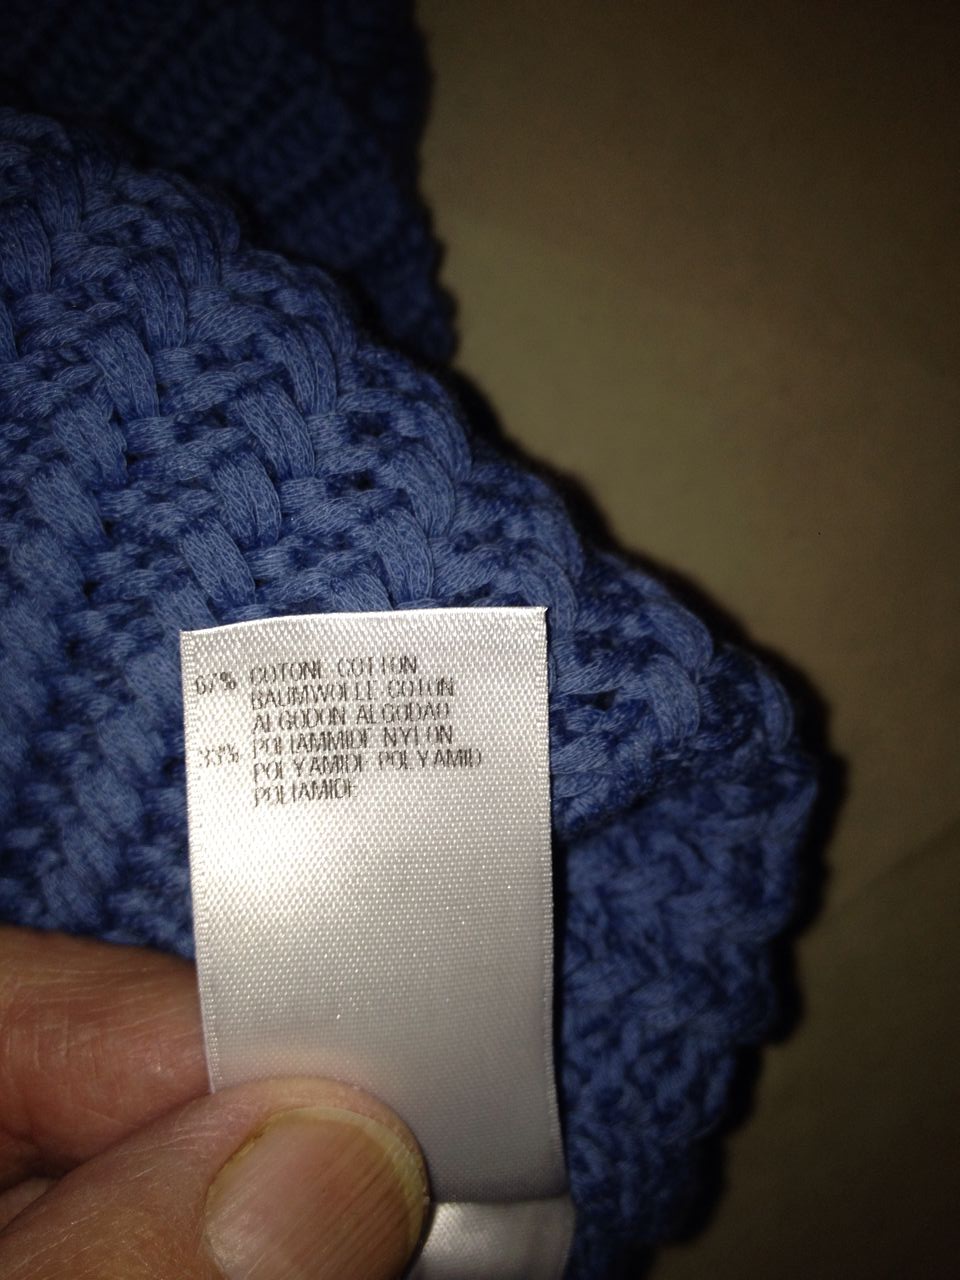 67% COTONE COTTON
BAUMWOLLE COTON
ALGODON ALGODAO
33% POLIAMMIDE NYLON
POLYAMIDE POLYAMID
POLIAMIDE